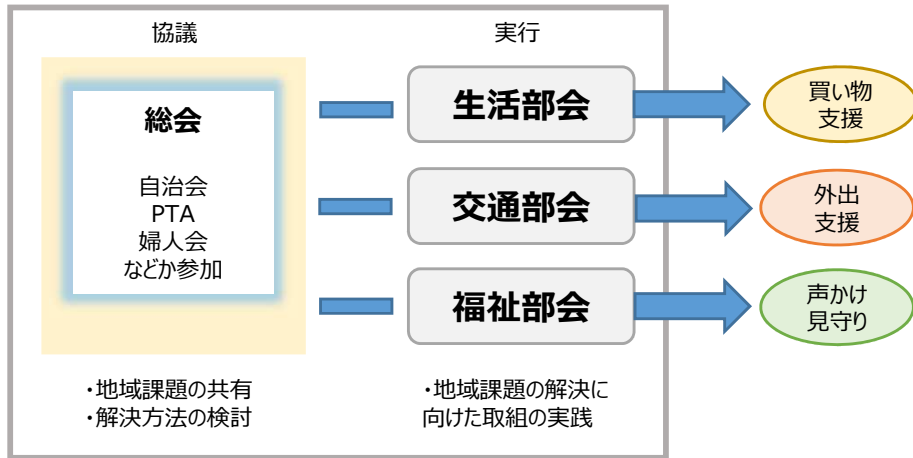 協議
総会
自治会
PTA
婦人会
などか参加
・地域課題の共有
・解決方法の検討
実行
生活部会
交通部会
福祉部会
・地域課題の解決に
向けた取組の実践
買い物
支援
外出
支援
声かけ
見守り